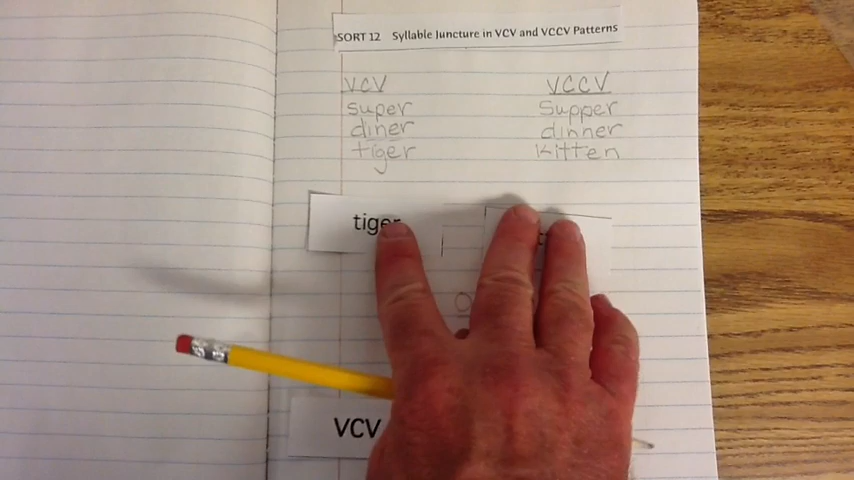 SORT 12 Syllable Juncture in VCV and VCCV Patterns
VCV VCCV
super supper
diner dinner
tiger kitten
tiger
VCV